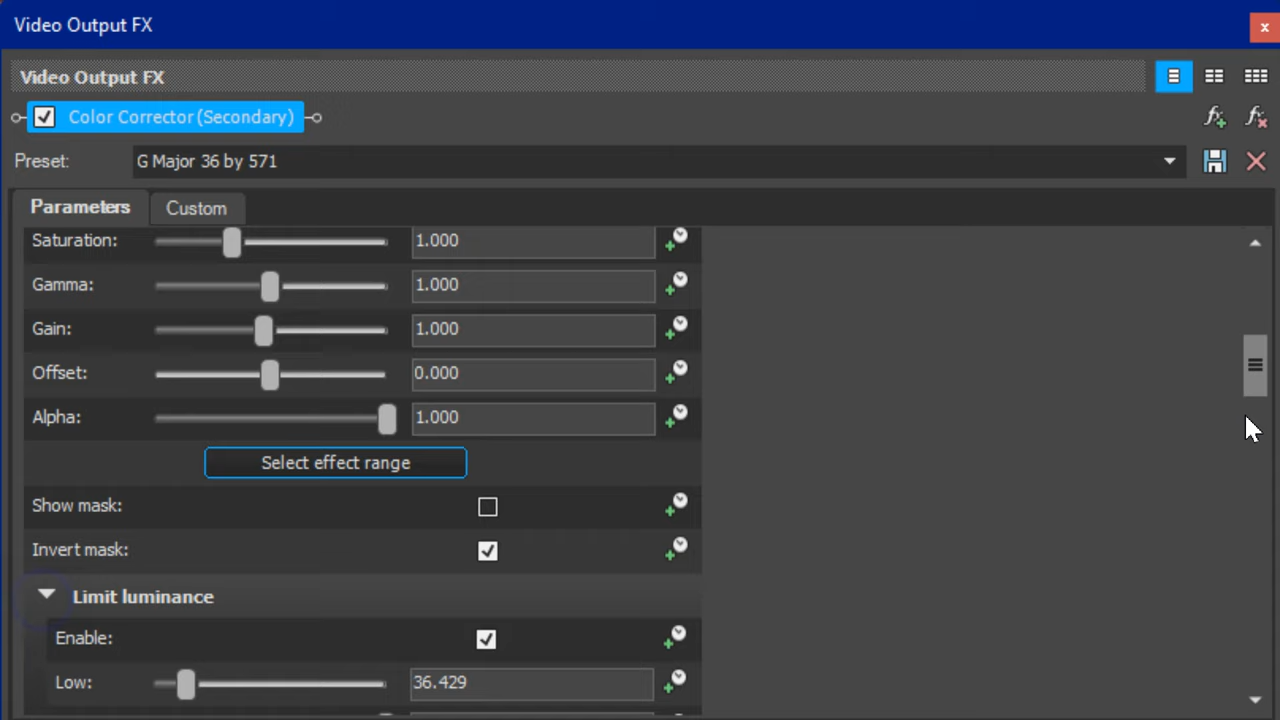 Video Output FX
Video Output FX
Color Corrector (Secondary)
Preset: G Major 36 by 571
Parameters Custom
Saturation: 1.000
Gamma: 1.000
Gain: 1.000
Offset: 0.000
Alpha: 1.000
Select effect range
Show mask:
Invert mask:
Limit luminance
Enable:
Low: 36.429